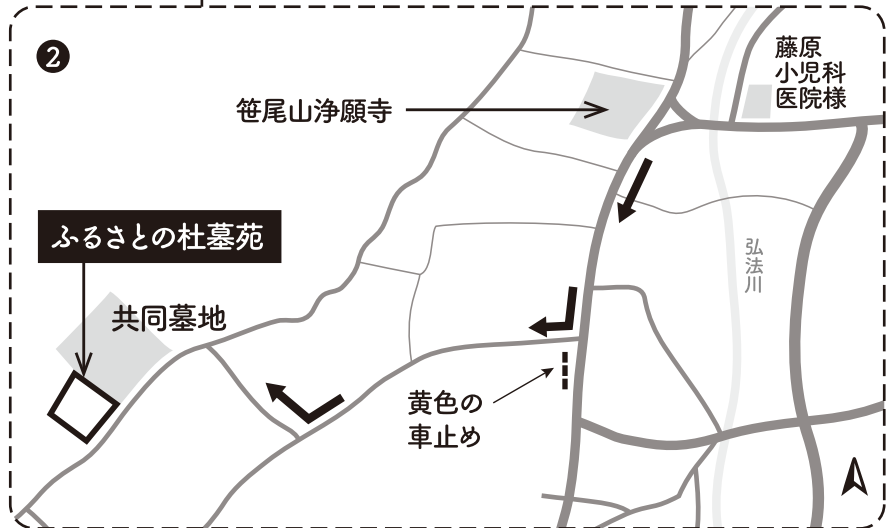 2
藤原
小児科
医院様
笹尾山浄願寺
ふるさとの杜墓苑
弘法川
共同墓地
黄色の
車止め